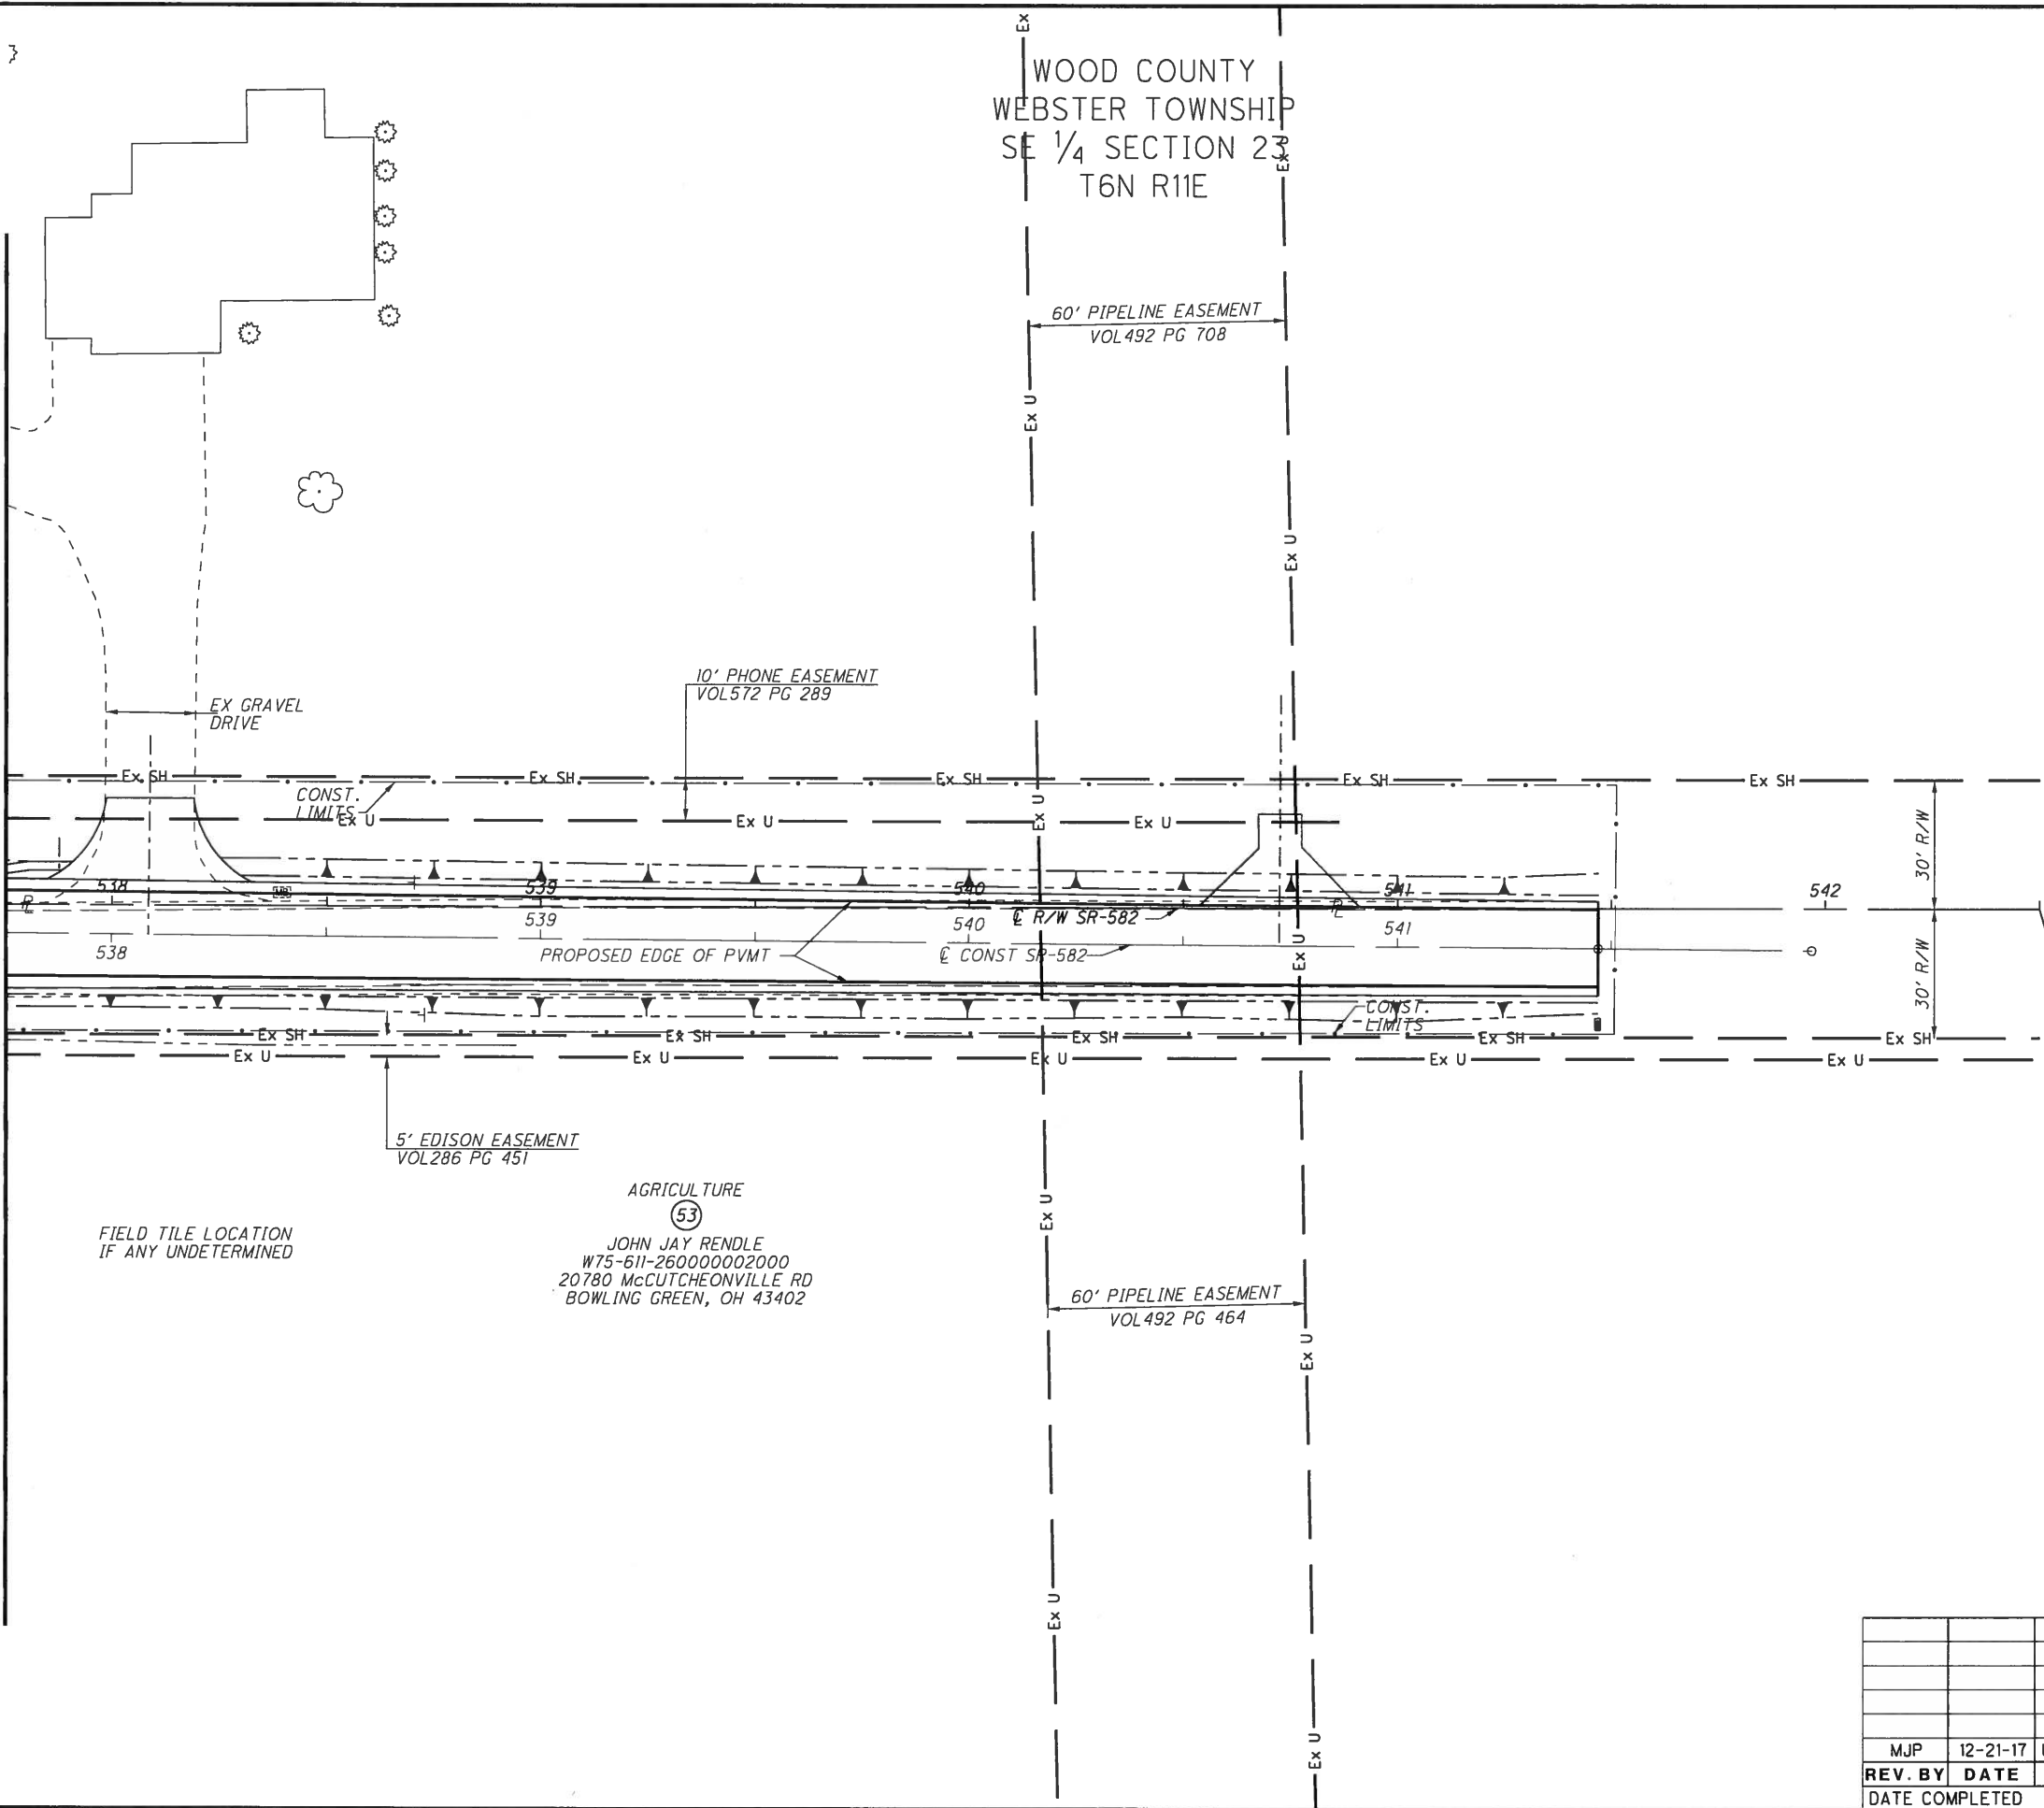 WOOD COUNTY
WEBSTER TOWNSHIP
SE 1/4 SECTION 23
T6N R11E
Ex
Ex U
60' PIPELINE EASEMENT
VOL492 PG 708
Ex U
Ex U
10' PHONE EASEMENT
VOL572 PG 289
EX GRAVEL
DRIVE
Ex SH
Ex SH
Ex SH
Ex SH
Ex SH
CONST.
LIMITS
Ex U
Ex U
Ex U
Ex U
30' R/W
538
MB
539
540
541
542
℄ R/W SR-582
538
539
540
541
PROPOSED EDGE OF PVMT
℄ CONST SR-582
Ex U
30' R/W
CONST.
LIMITS
Ex SH
Ex SH
Ex SH
Ex SH
Ex SH
Ex U
Ex U
Ex U
Ex U
Ex U
5' EDISON EASEMENT
VOL286 PG 451
AGRICULTURE
53
JOHN JAY RENDLE
W75-611-260000002000
20780 McCUTCHEONVILLE RD
BOWLING GREEN, OH 43402
FIELD TILE LOCATION
IF ANY UNDETERMINED
Ex U
60' PIPELINE EASEMENT
VOL492 PG 464
Ex U
Ex U
Ex U
MJP 12-21-17
REV. BY DATE
DATE COMPLETED